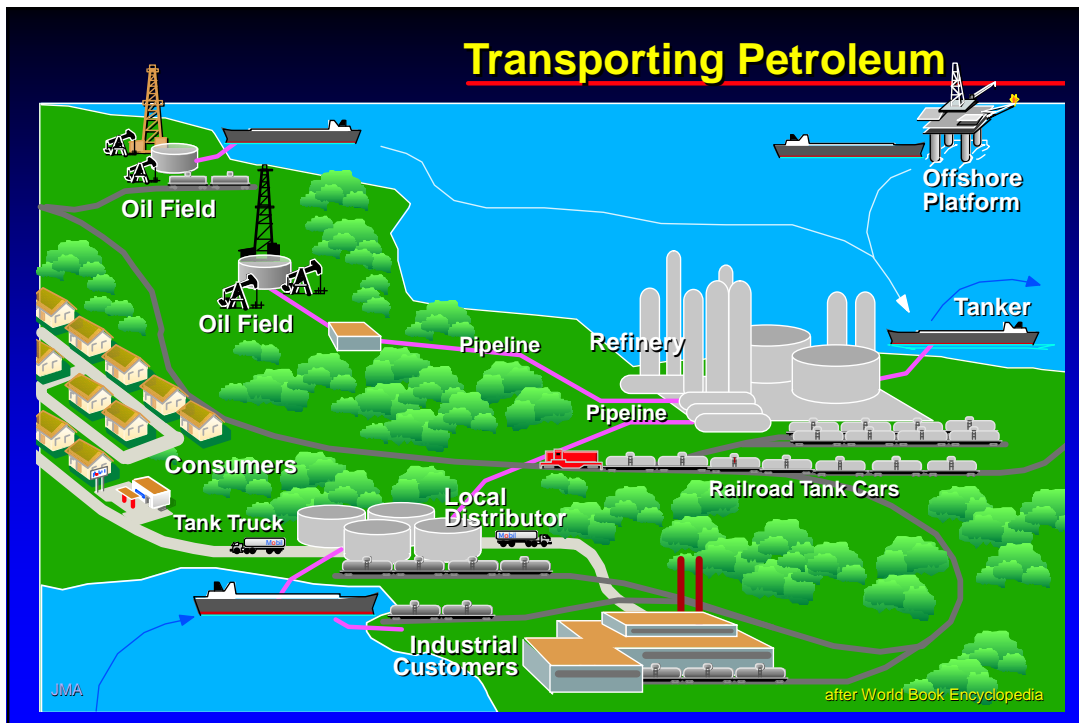 Transporting Petroleum
Offshore
Platform
Oil Field
Oil Field
Tanker
Refinery
Pipeline
Pipeline
Consumers
Railroad Tank Cars
Local
Distributor
Tank Truck
Mobil
Mobil
Industrial
Customers
JMA
after World Book Encyclopedia